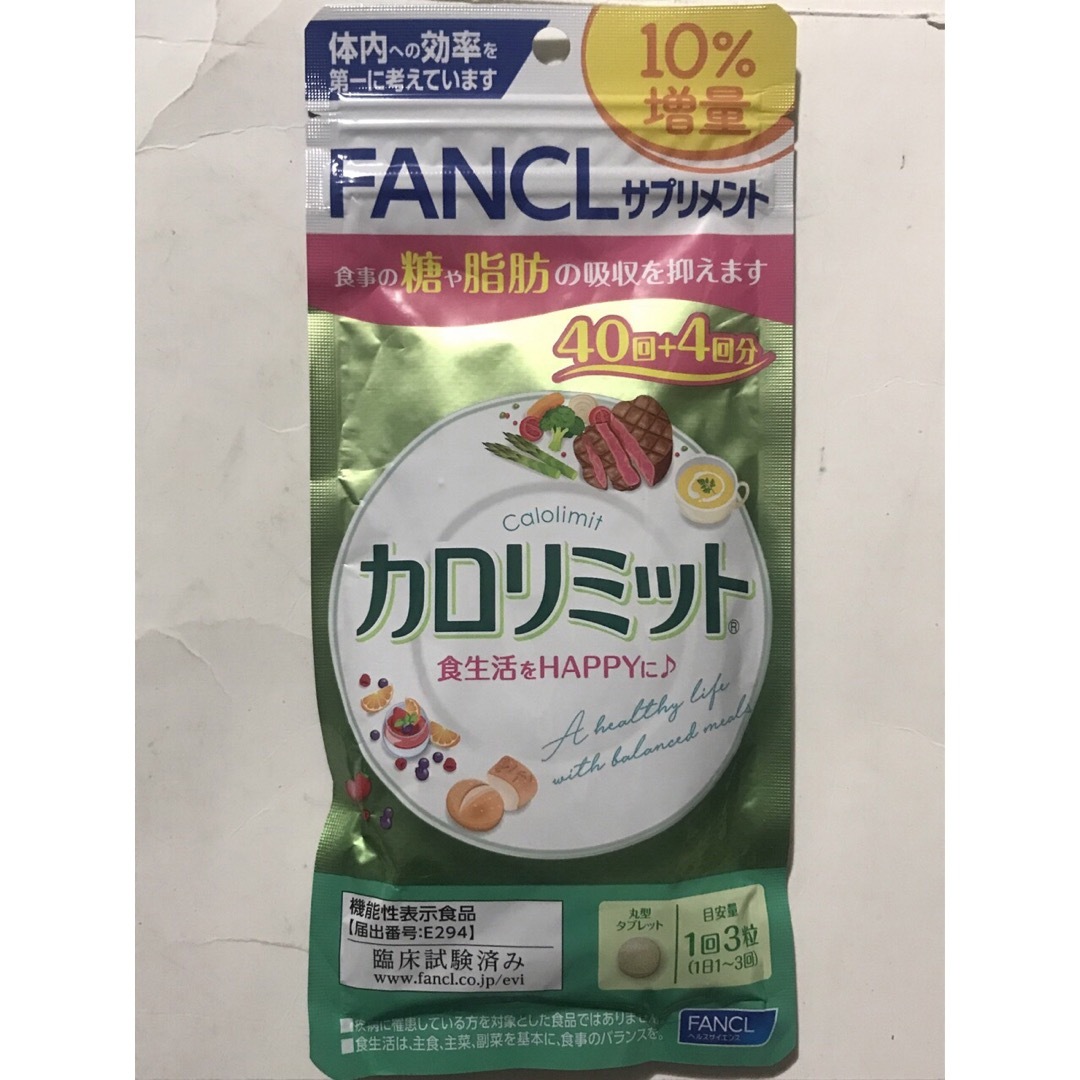 体内への効率を
第一に考えています
10%
増量
FANCLサプリメント
食事の糖や脂肪の吸収を抑えます
40回+4回分
Calolimit
カロリミット®
食生活をHAPPYに♪
A healthy life
with balanced meals
機能性表示食品
【届出番号:E294】
臨床試験済み
www.fancl.co.jp/evi
丸型
タブレット
目安量
1回3粒
(1日1~3回)
■疾病に罹患している方を対象とした食品ではありません。
■食生活は、主食、主菜、副菜を基本に、食事のバランスを。
FANCL
ヘルスサイエンス